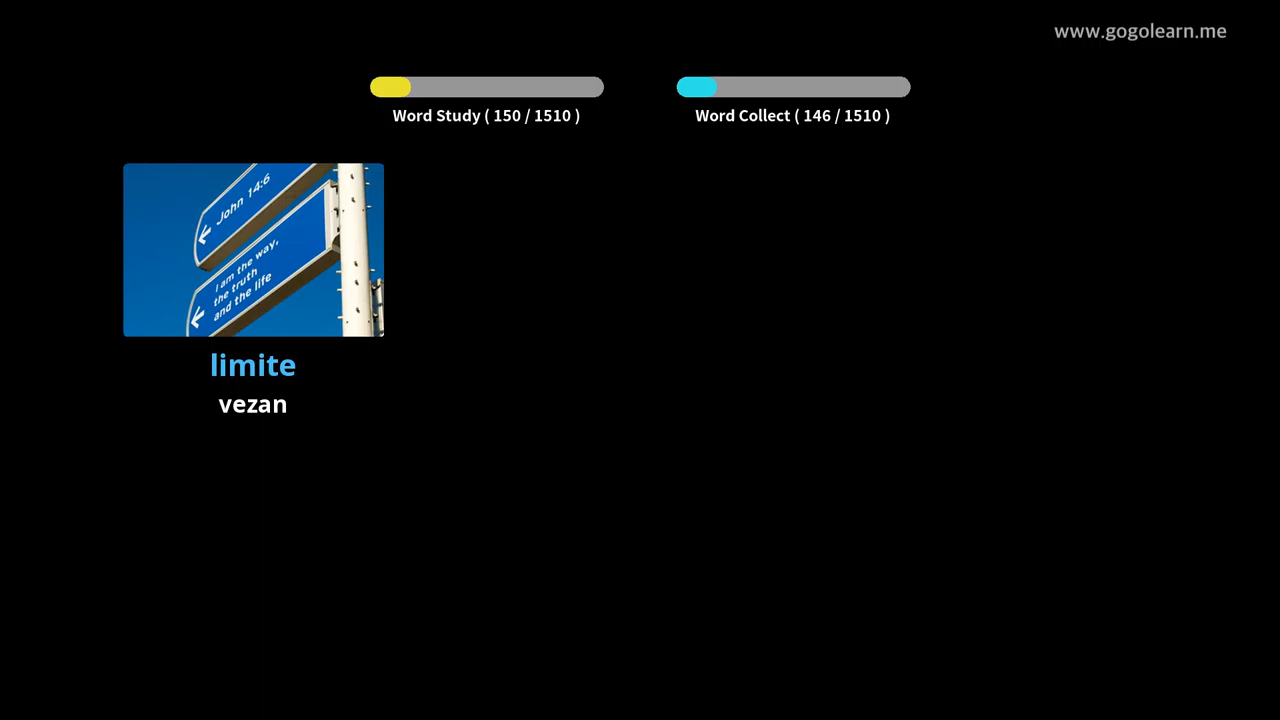 www.gogolearn.me
Word Study ( 150 / 1510 )
Word Collect ( 146 / 1510 )
John 14:6
I am the way,
the truth
and the life
limite
vezan